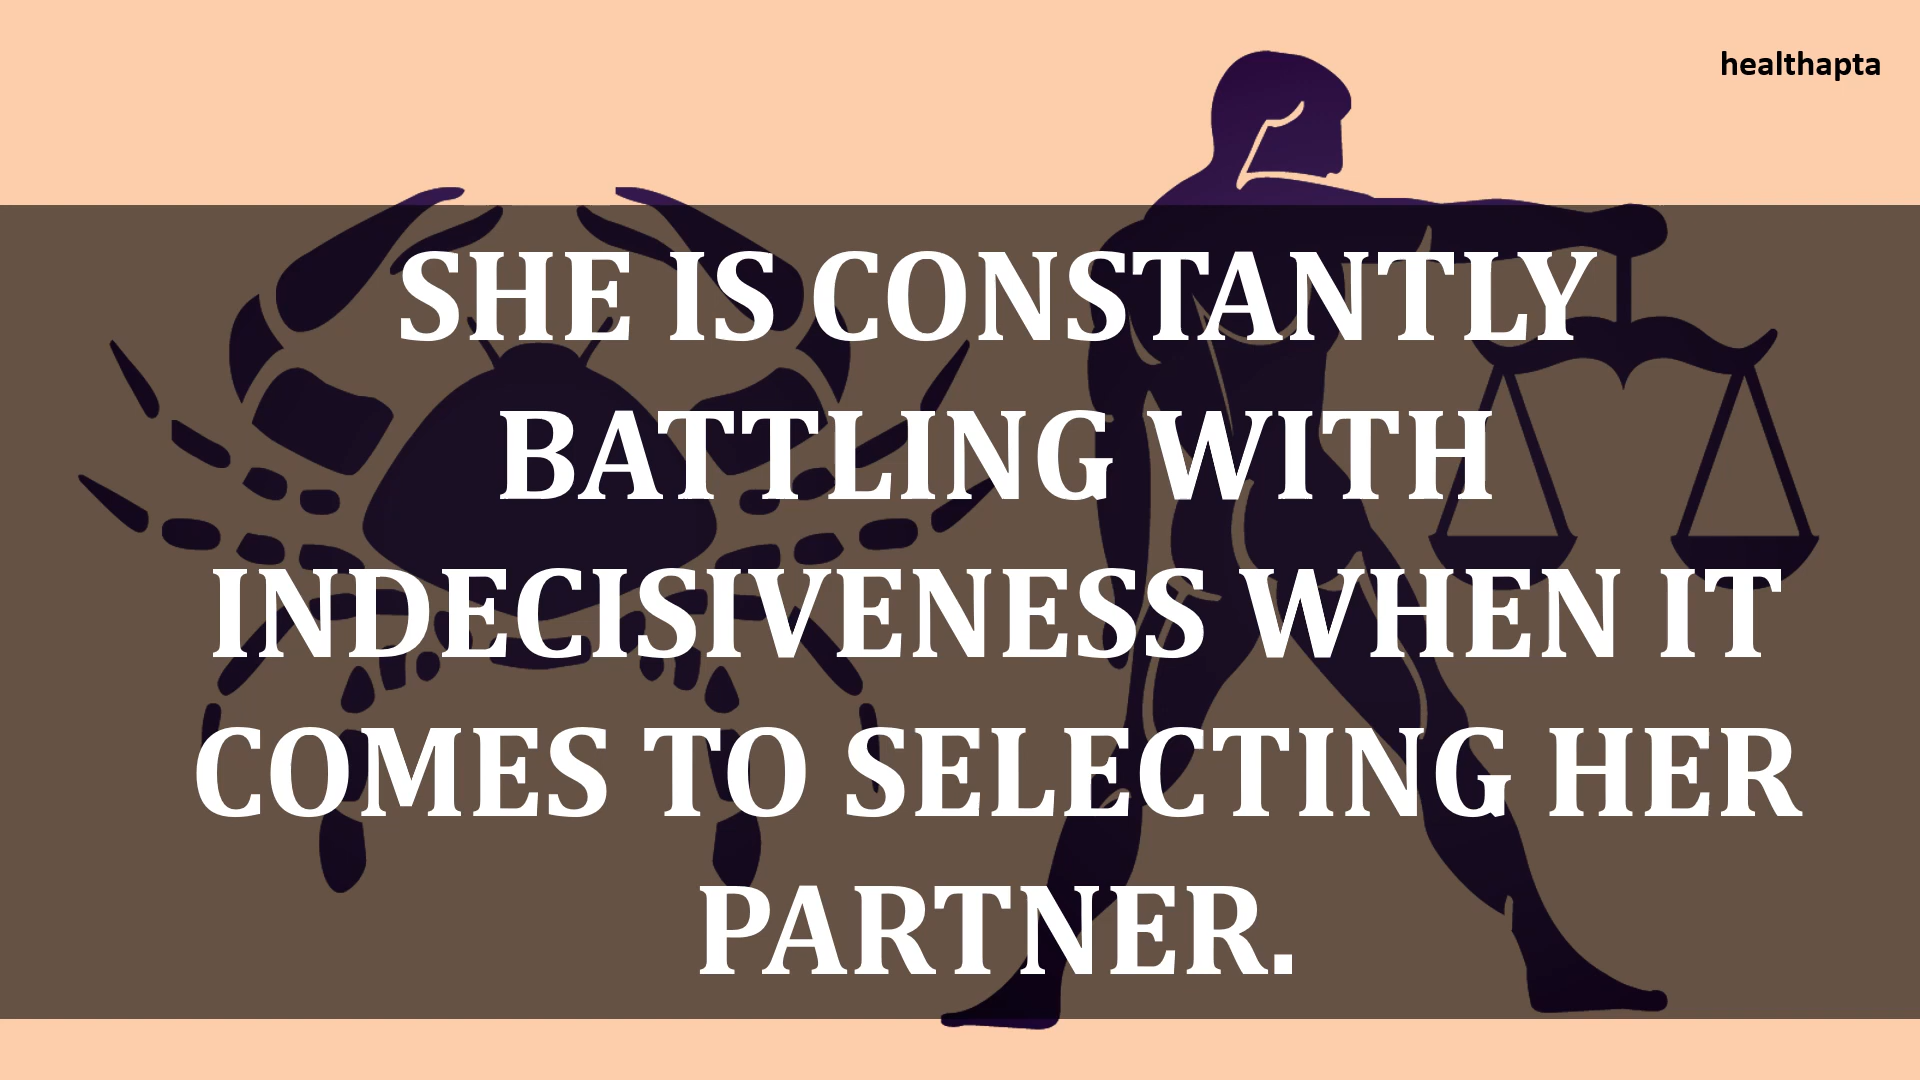 healthapta
SHE IS CONSTANTLY
BATTLING WITH
INDECISIVENESS WHEN IT
COMES TO SELECTING HER
PARTNER.